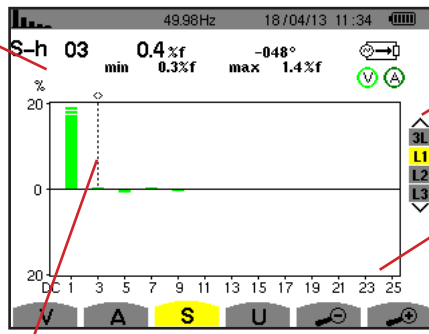 49.98Hz 18/04/13 11:34
S-h 03 0.4 %f -048°
min 0.3%f max 1.4%f
V A
%
20
3L
L1
L2
L3
0
20
DC 1 3 5 7 9 11 13 15 17 19 21 23 25
V A S U